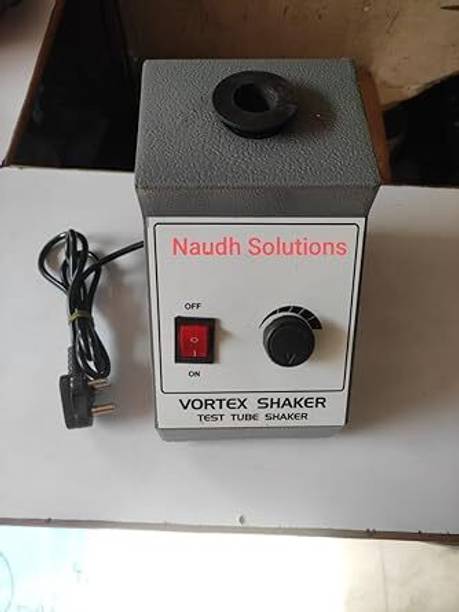 Naudh Solutions
OFF
ON
VORTEX SHAKER
TEST TUBE SHAKER